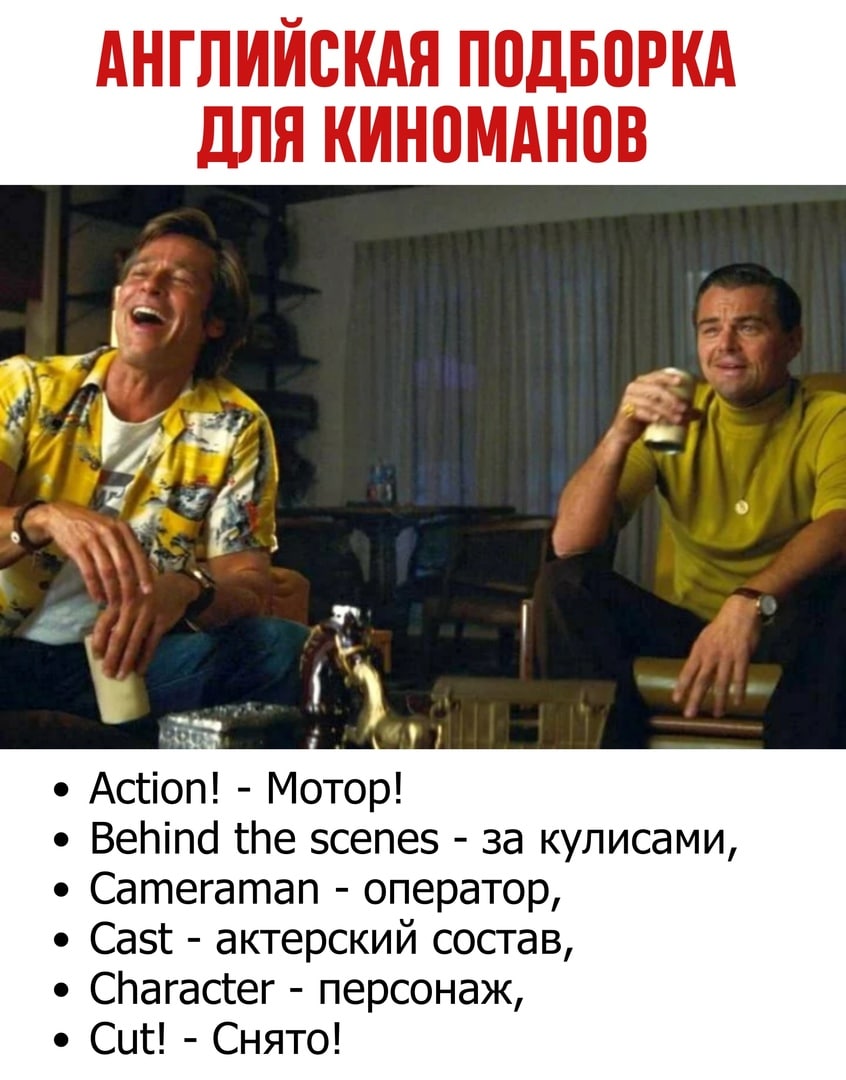 АНГЛИЙСКАЯ ПОДБОРКА
ДЛЯ КИНОМАНОВ
• Action! - Мотор!
• Behind the scenes - за кулисами,
• Cameraman - оператор,
• Cast - актерский состав,
• Character - персонаж,
• Cut! - Снято!